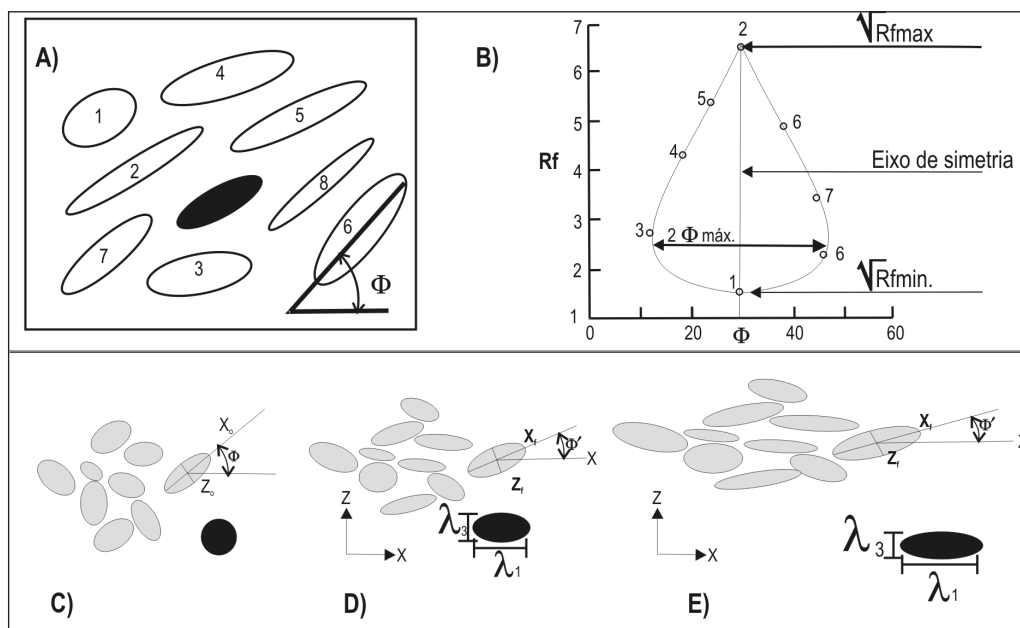 A)
1
2
3
4
5
6
7
8
Φ
B)
Rf
7
6
5
4
3
2
1
0
20
Φ
40
60
2
5
4
3
1
6
7
6
2 Φ máx.
√Rfmax
Eixo de simetria
√Rfmin.
C)
X₀
Φ
Z₀
D)
Xf
Φ'
X
Zf
Z
X
λ3
λ1
E)
Xf
Φ'
X
Zf
Z
X
λ3
λ1